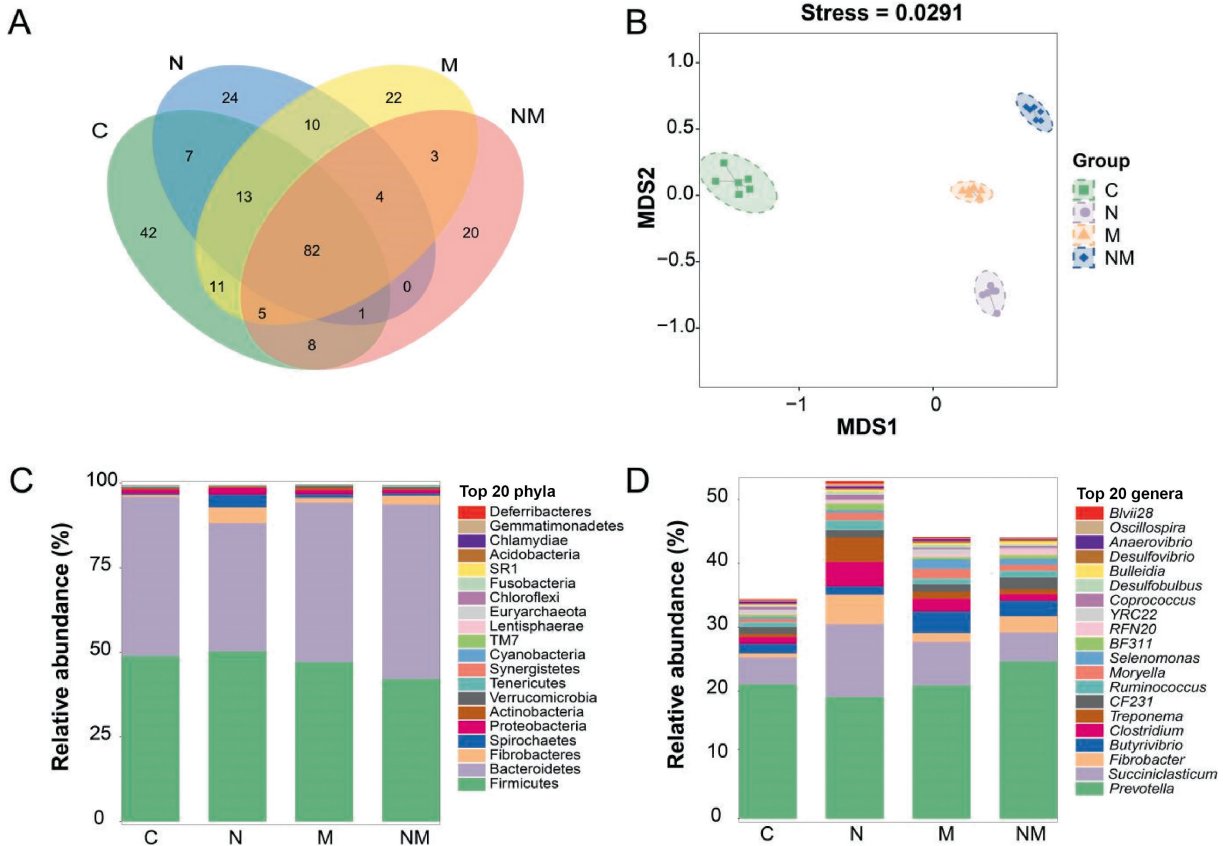 A
N
M
C
NM
24
22
7
10
3
13
4
42
82
20
11
0
5
1
8
B
Stress = 0.0291
MDS2
1.0
0.5
0.0
−0.5
−1.0
−1
0
MDS1
Group
C
N
M
NM
C
Relative abundance (%)
100
75
50
25
0
C
N
M
NM
Top 20 phyla
Deferribacteres
Gemmatimonadetes
Chlamydiae
Acidobacteria
SR1
Fusobacteria
Chloroflexi
Euryarchaeota
Lentisphaerae
TM7
Cyanobacteria
Synergistetes
Tenericutes
Verrucomicrobia
Actinobacteria
Proteobacteria
Spirochaetes
Fibrobacteres
Bacteroidetes
Firmicutes
D
Relative abundance (%)
50
40
30
20
10
0
C
N
M
NM
Top 20 genera
Blvii28
Oscillospira
Anaerovibrio
Desulfovibrio
Bulleidia
Desulfobulbus
Coprococcus
YRC22
RFN20
BF311
Selenomonas
Moryella
Ruminococcus
CF231
Treponema
Clostridium
Butyrivibrio
Fibrobacter
Succiniclasticum
Prevotella